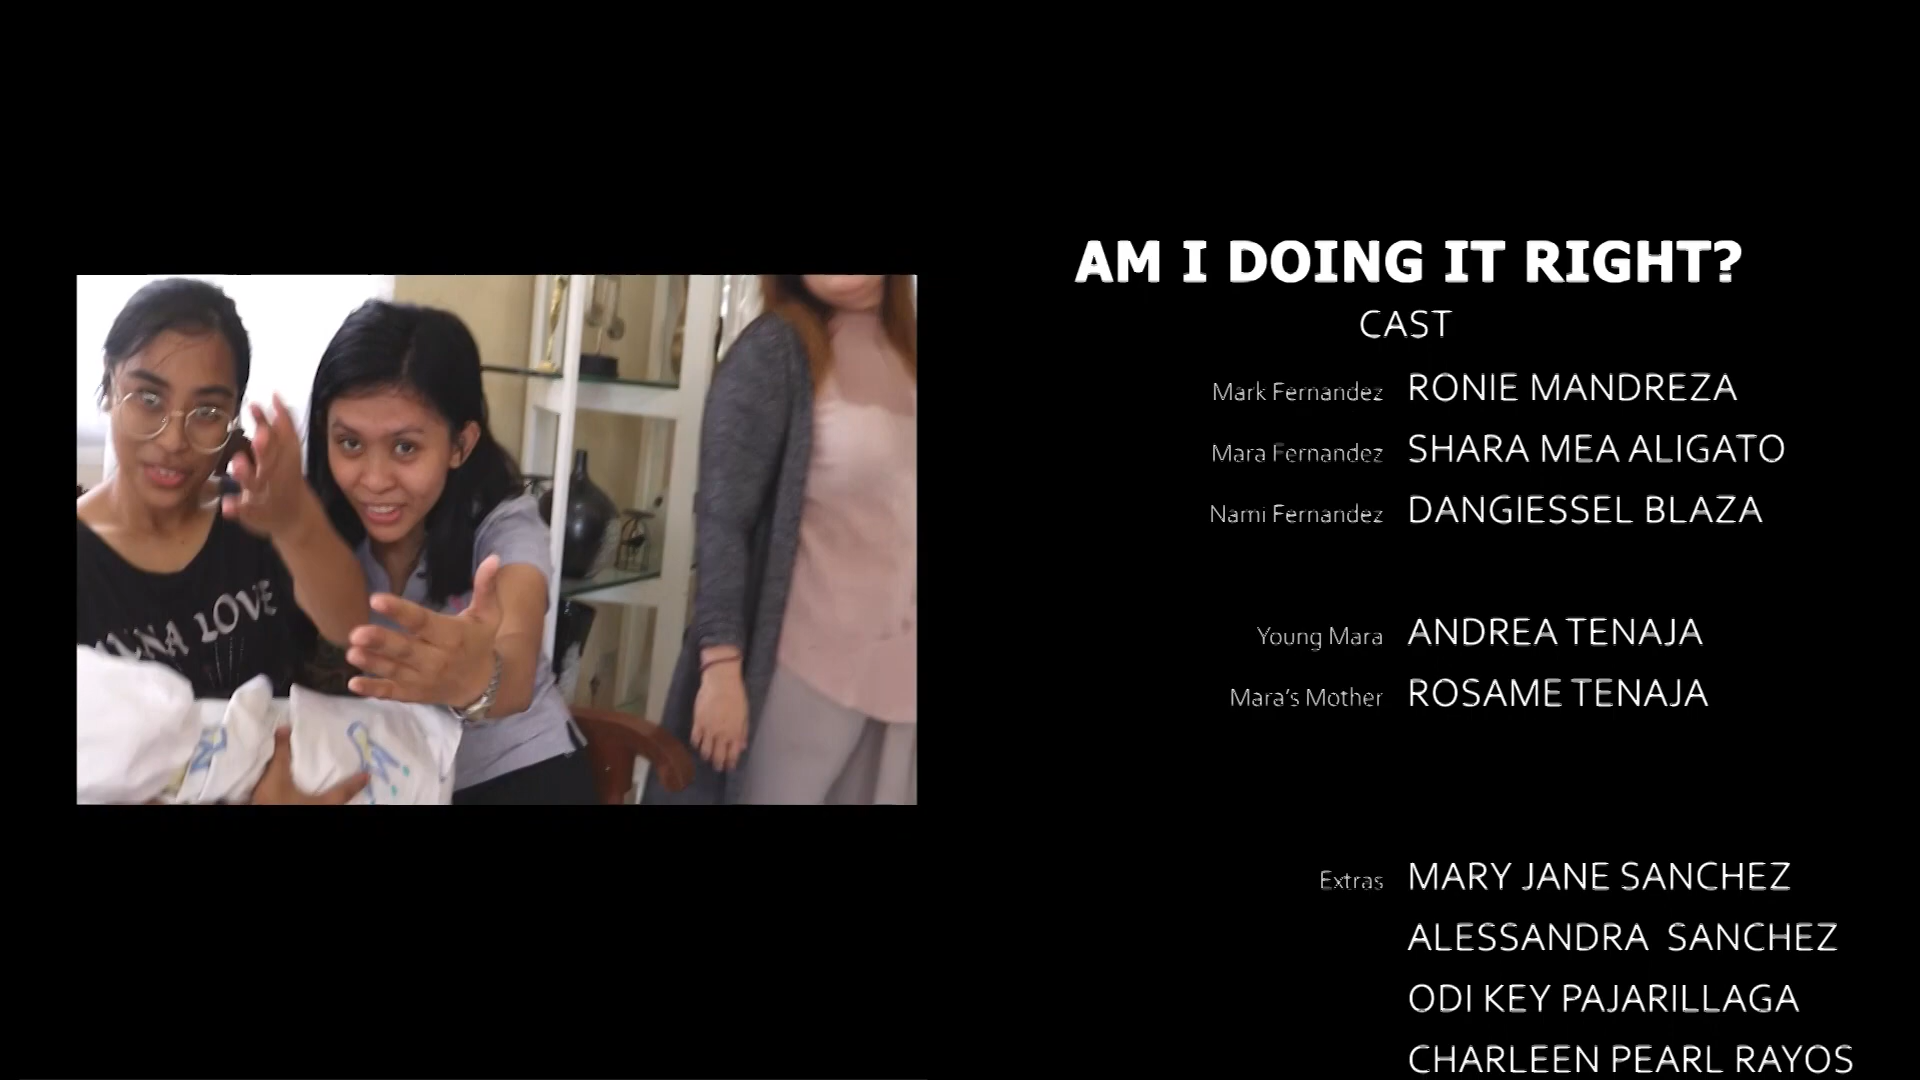 AM I DOING IT RIGHT?
CAST
Mark Fernandez RONIE MANDREZA
Mara Fernandez SHARA MEA ALIGATO
Nami Fernandez DANGIESSEL BLAZA
Young Mara ANDREA TENAJA
Mara's Mother ROSAME TENAJA
Extras MARY JANE SANCHEZ
ALESSANDRA SANCHEZ
ODI KEY PAJARILLAGA
CHARLEEN PEARL RAYOS
LOVE